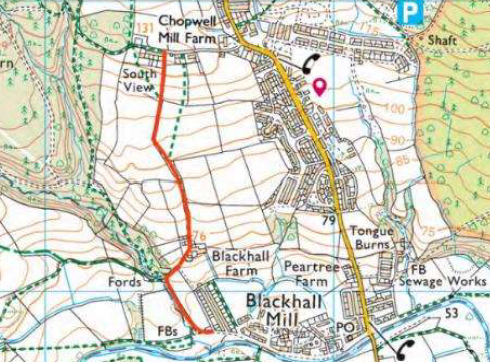 P
Chopwell
Mill Farm
131
Shaft
South
View
100
90
85
76
79
75
Tongue
Burns
Blackhall
Farm
Peartree
Farm
FB
Sewage Works
Fords
Blackhall
Mill
53
FBs
PO